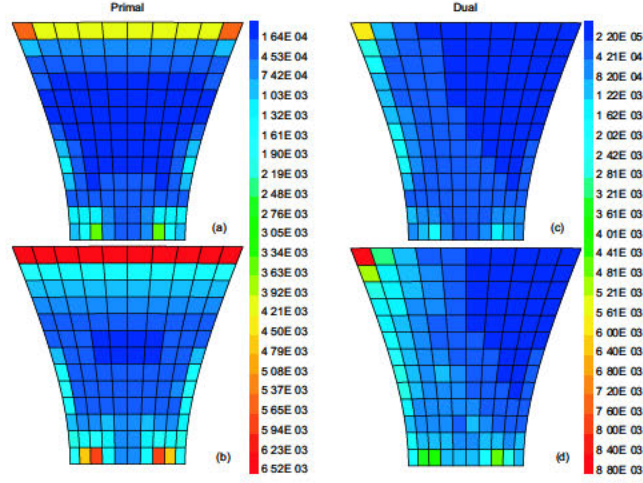 Primal
Dual
1 64E 04
4 53E 04
7 42E 04
1 03E 03
1 32E 03
1 61E 03
1 90E 03
2 19E 03
2 48E 03
2 76E 03
3 05E 03
3 34E 03
3 63E 03
3 92E 03
4 21E 03
4 50E 03
4 79E 03
5 08E 03
5 37E 03
5 65E 03
5 94E 03
6 23E 03
6 52E 03
2 20E 05
4 21E 04
8 20E 04
1 22E 03
1 62E 03
2 02E 03
2 42E 03
2 81E 03
3 21E 03
3 61E 03
4 01E 03
4 41E 03
4 81E 03
5 21E 03
5 61E 03
6 00E 03
6 40E 03
6 80E 03
7 20E 03
7 60E 03
8 00E 03
8 40E 03
8 80E 03
(a)
(c)
(b)
(d)